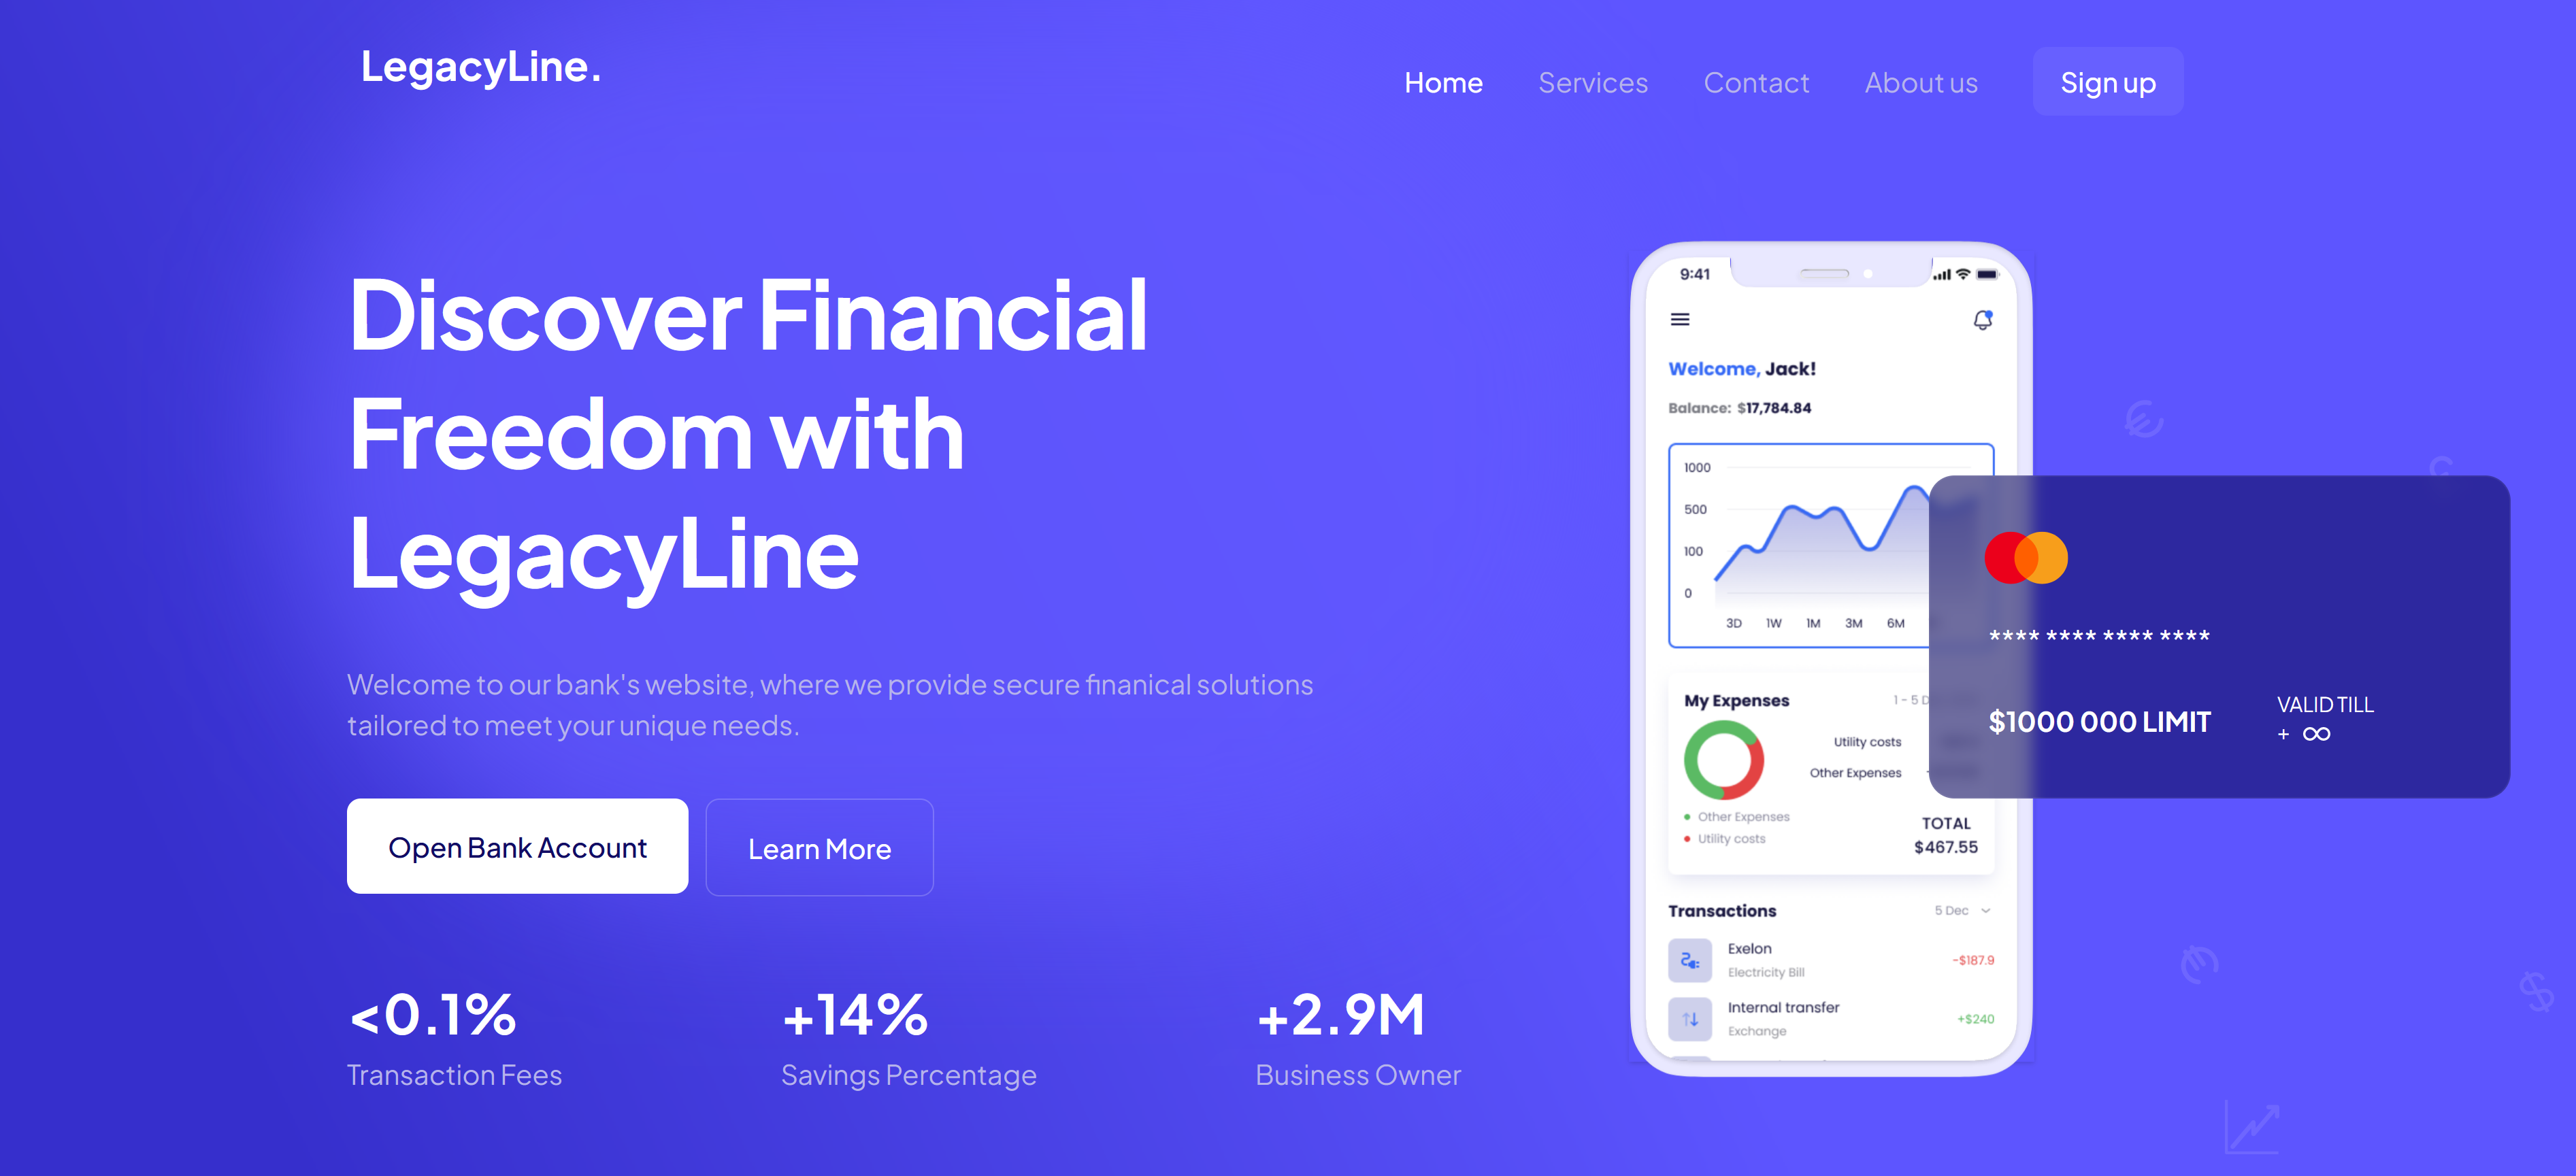 LegacyLine.
Home Services Contact About us Sign up
Discover Financial
Freedom with
LegacyLine
Welcome to our bank's website, where we provide secure finanical solutions
tailored to meet your unique needs.
Open Bank Account Learn More
<0.1% +14% +2.9M
Transaction Fees Savings Percentage Business Owner
9:41
Welcome, Jack!
Balance: $17,784.84
1000
500
100
0
3D 1W 1M 3M 6M
My Expenses 1 - 5 D
Utility costs
Other Expenses
Other Expenses
Utility costs
TOTAL
$467.55
Transactions 5 Dec
Exelon -$187.9
Electricity Bill
Internal transfer +$240
Exchange
**** **** **** ****
$1000 000 LIMIT
VALID TILL
+ ∞